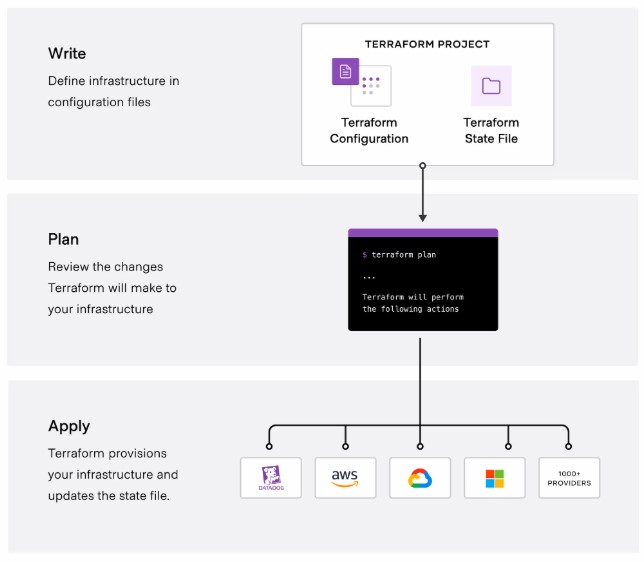 Write
Define infrastructure in
configuration files
TERRAFORM PROJECT
Terraform
Configuration
Terraform
State File
Plan
Review the changes
Terraform will make to
your infrastructure
$ terraform plan
...
Terraform will perform
the following actions
Apply
Terraform provisions
your infrastructure and
updates the state file.
DATADOG
aws
1000+
PROVIDERS